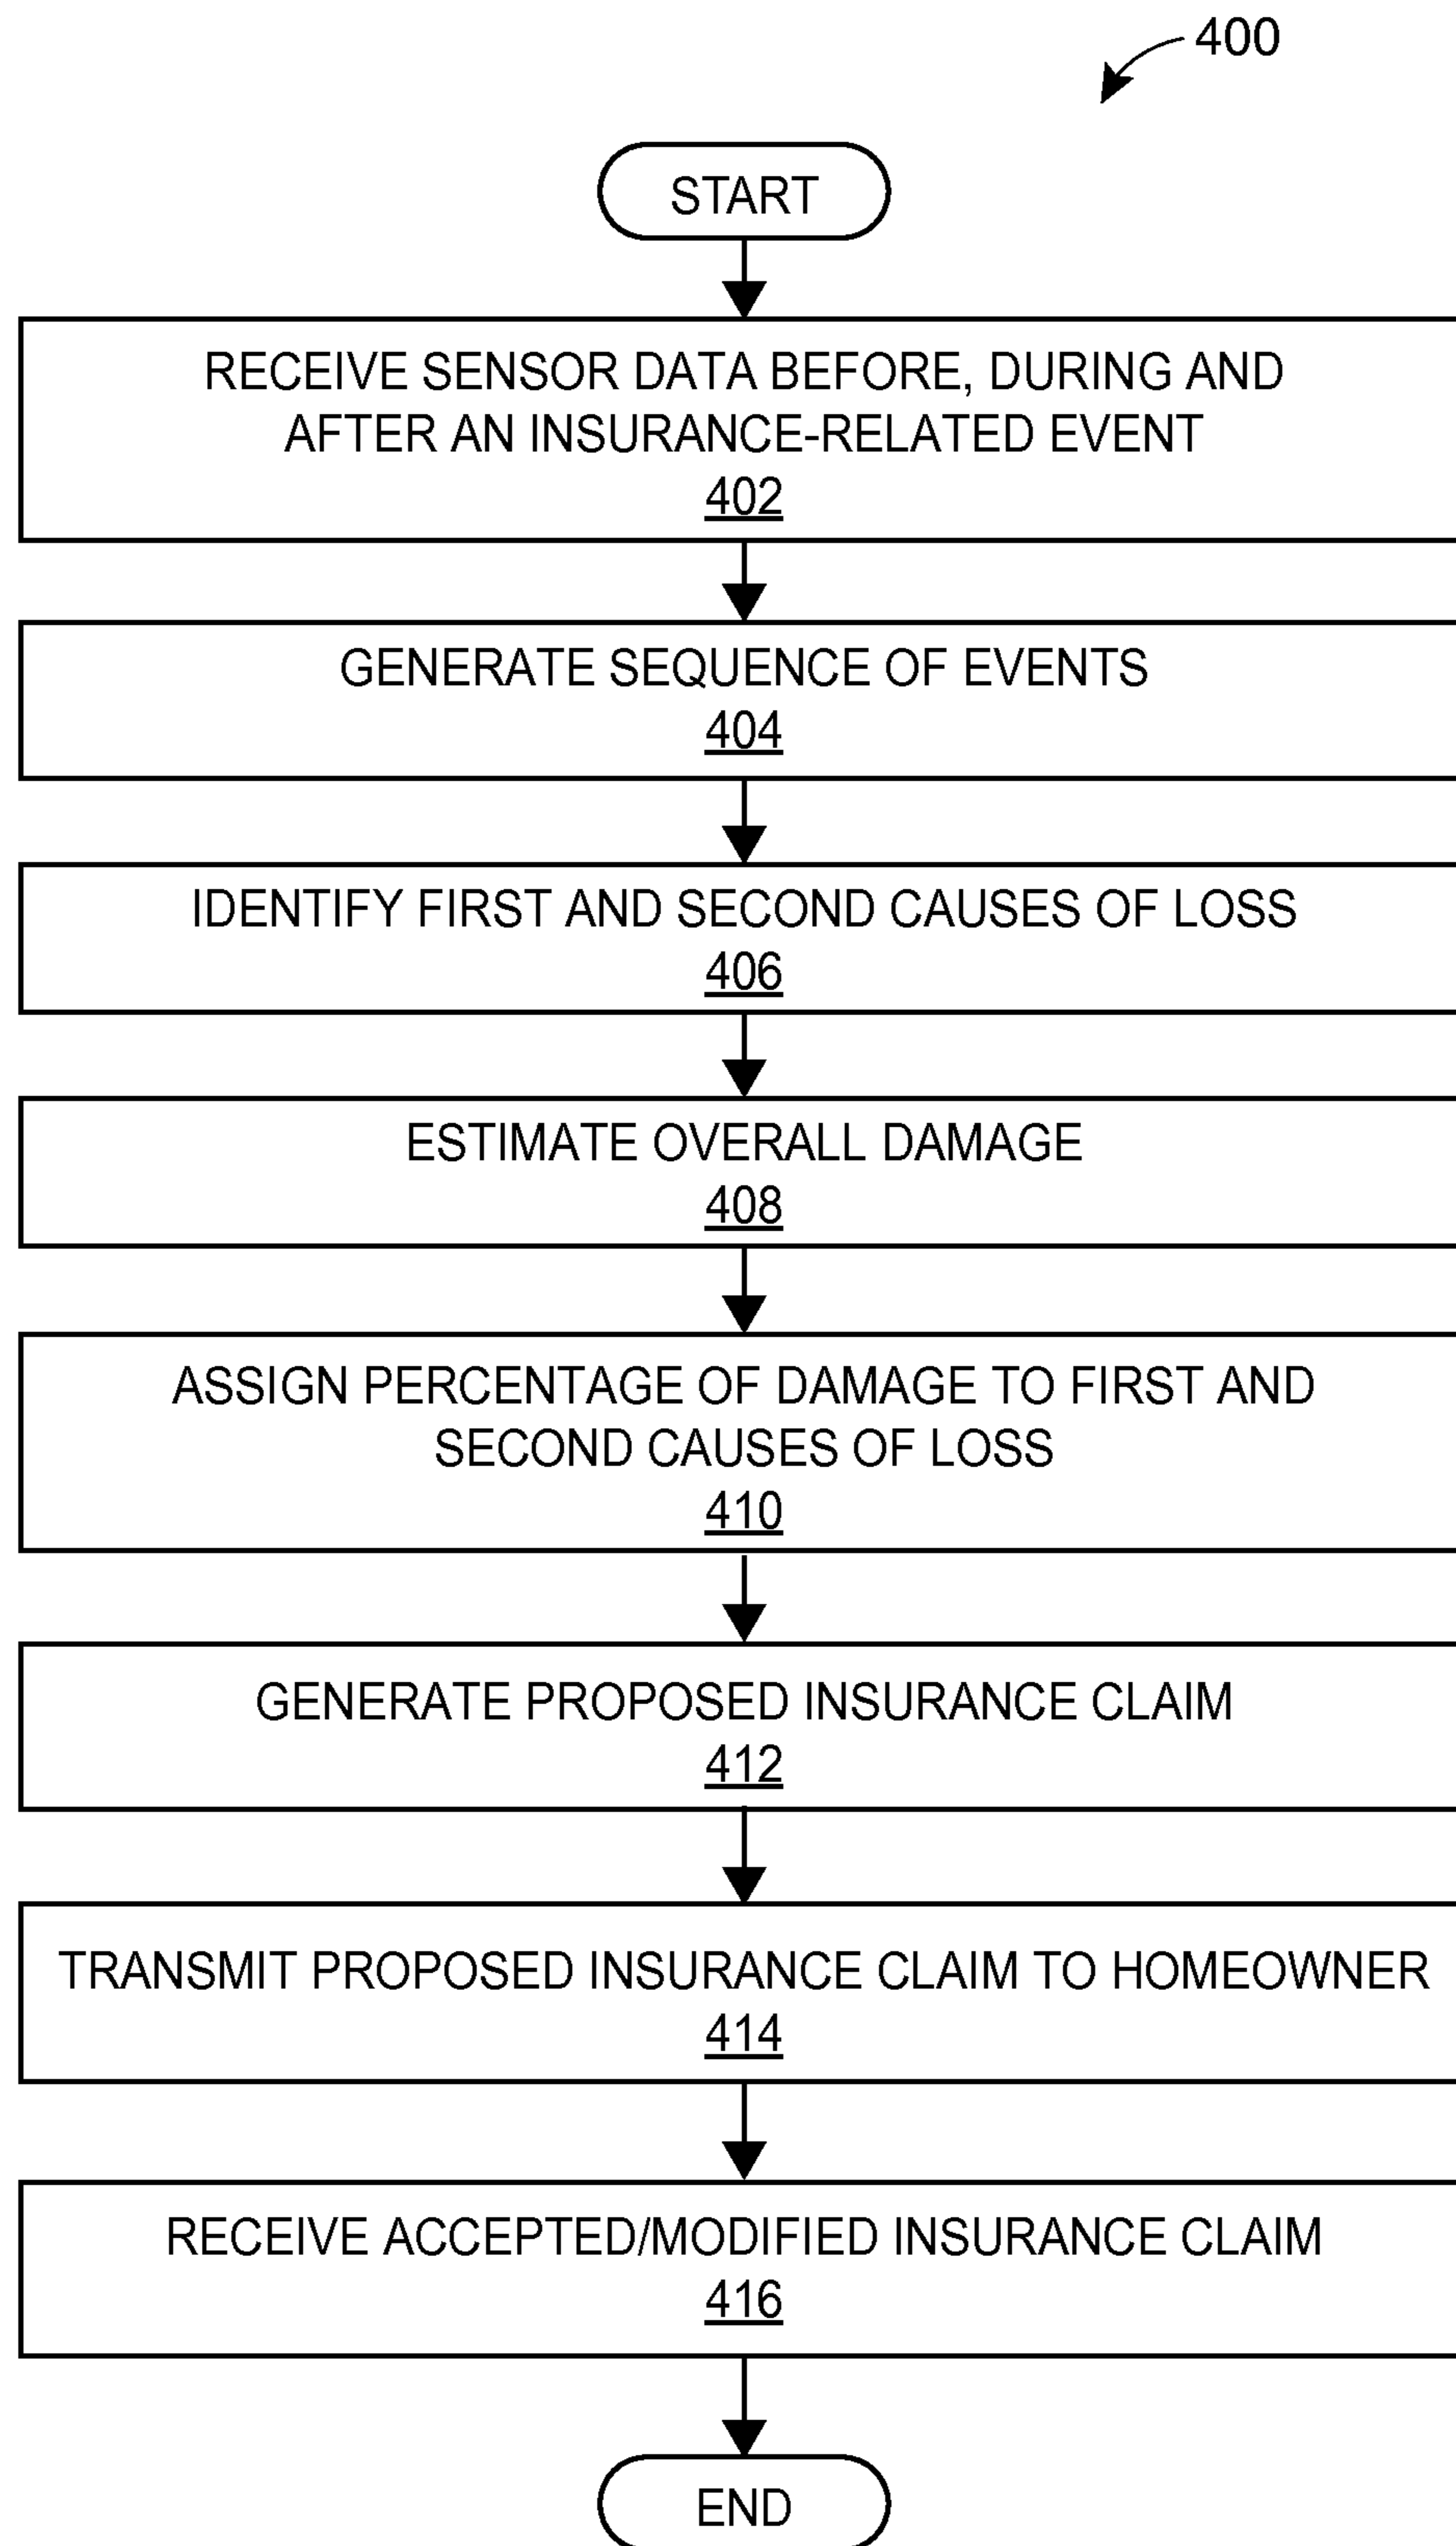 400
START
RECEIVE SENSOR DATA BEFORE, DURING AND
AFTER AN INSURANCE-RELATED EVENT
402
GENERATE SEQUENCE OF EVENTS
404
IDENTIFY FIRST AND SECOND CAUSES OF LOSS
406
ESTIMATE OVERALL DAMAGE
408
ASSIGN PERCENTAGE OF DAMAGE TO FIRST AND
SECOND CAUSES OF LOSS
410
GENERATE PROPOSED INSURANCE CLAIM
412
TRANSMIT PROPOSED INSURANCE CLAIM TO HOMEOWNER
414
RECEIVE ACCEPTED/MODIFIED INSURANCE CLAIM
416
END